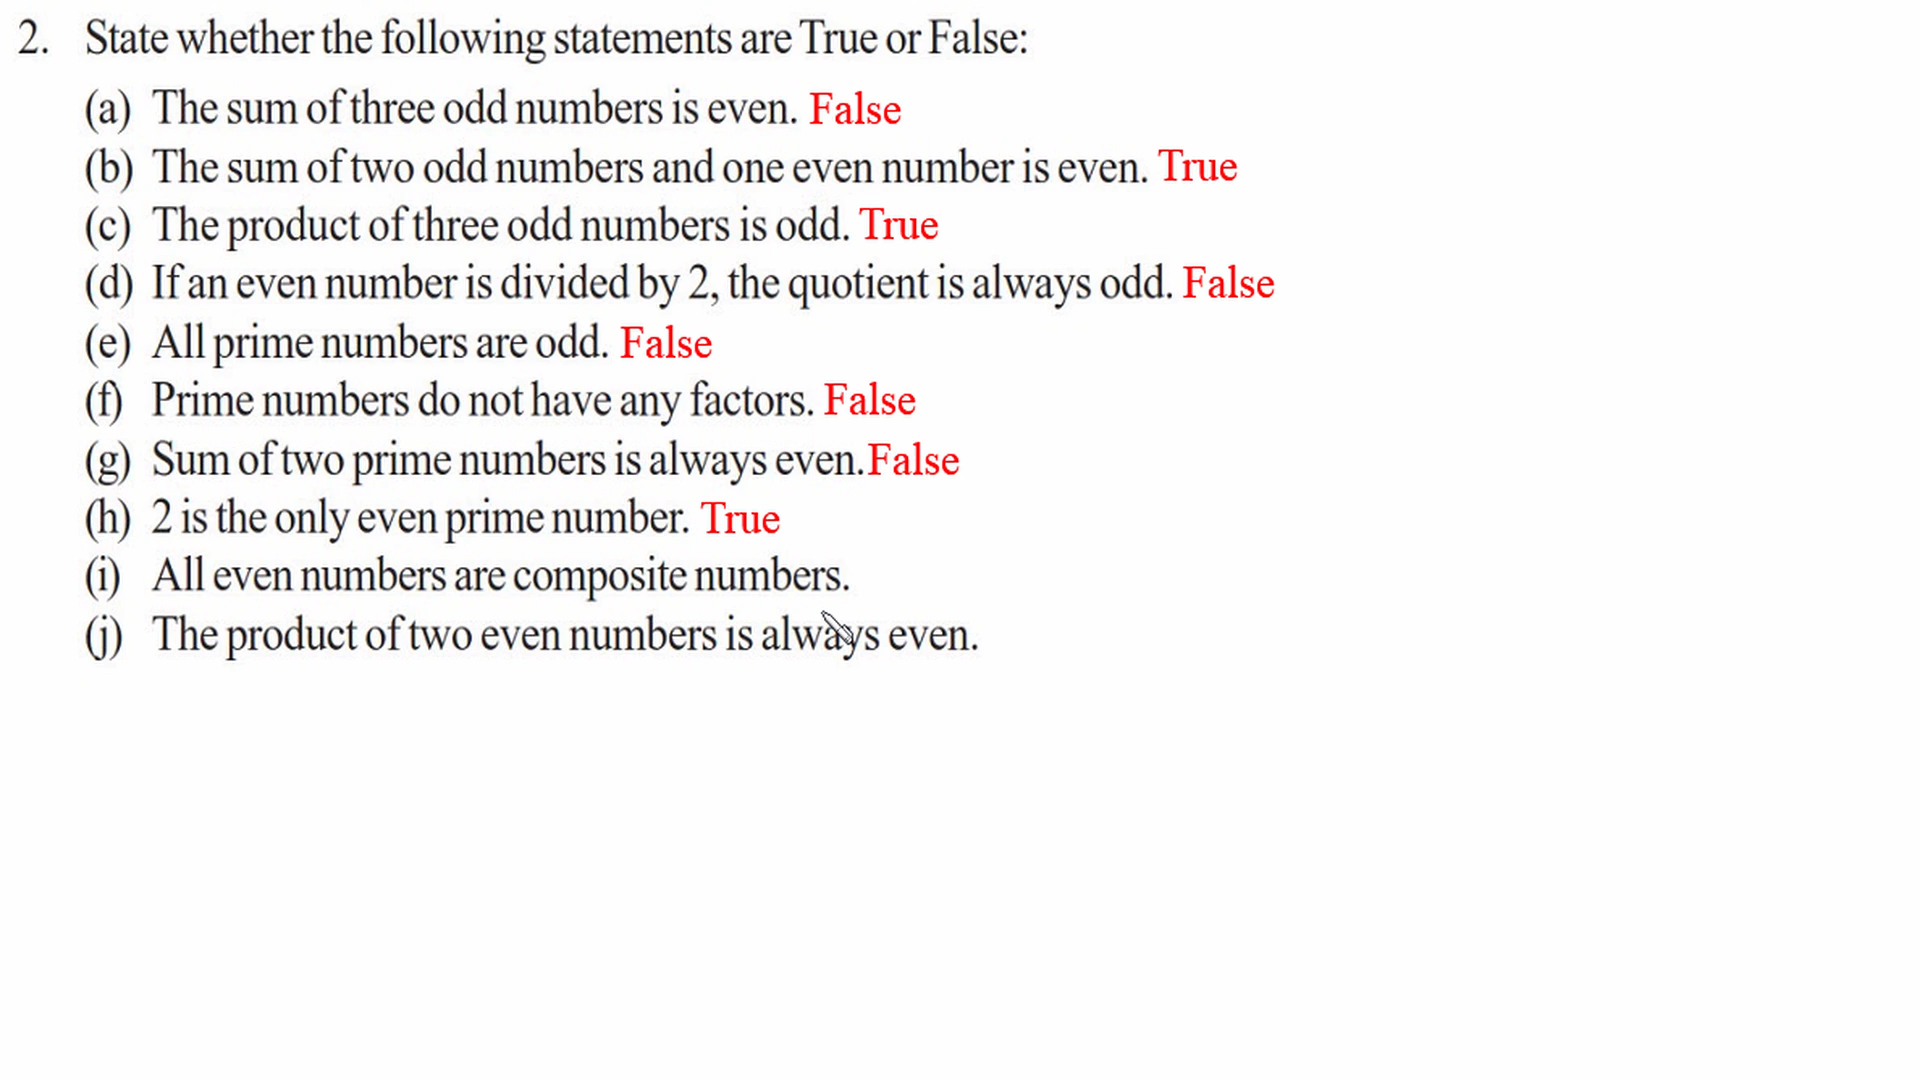 2. State whether the following statements are True or False:
(a) The sum of three odd numbers is even. False
(b) The sum of two odd numbers and one even number is even. True
(c) The product of three odd numbers is odd. True
(d) If an even number is divided by 2, the quotient is always odd. False
(e) All prime numbers are odd. False
(f) Prime numbers do not have any factors. False
(g) Sum of two prime numbers is always even.False
(h) 2 is the only even prime number. True
(i) All even numbers are composite numbers.
(j) The product of two even numbers is always even.